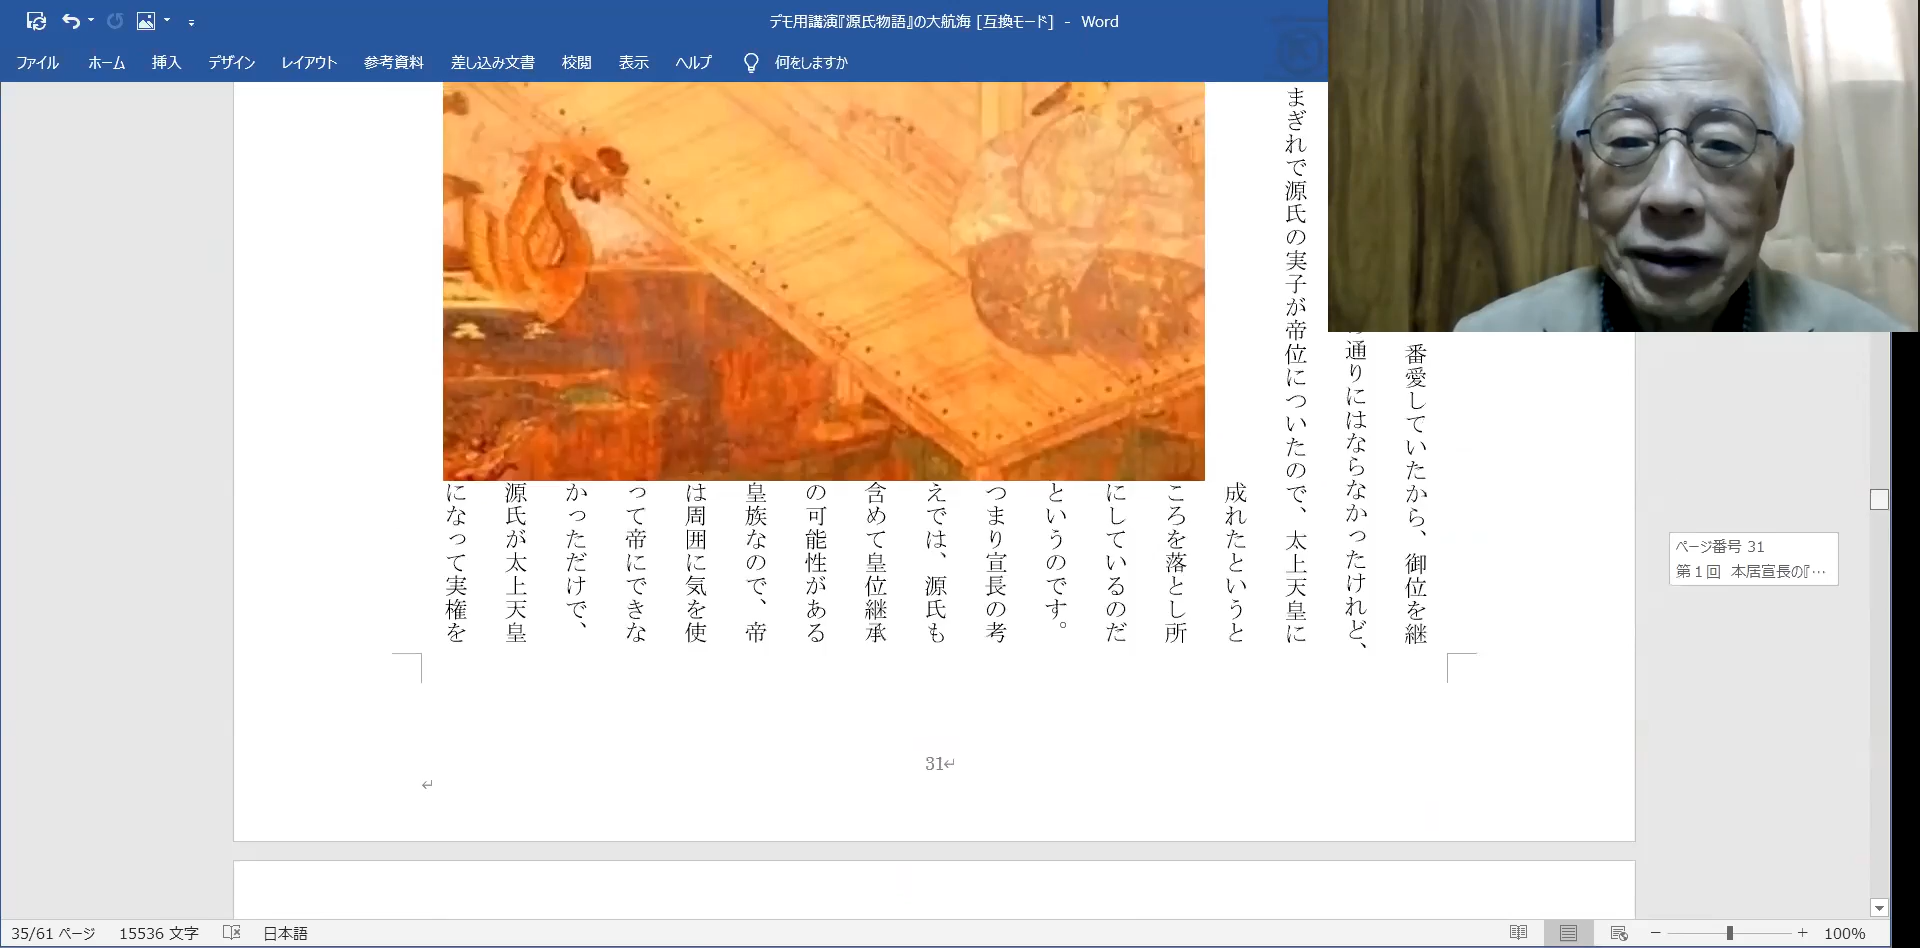 デモ用講演『源氏物語』の大航海 [互換モード] - Word
ファイル ホーム 挿入 デザイン レイアウト 参考資料 差し込み文書 校閲 表示 ヘルプ 何をしますか
番愛していたから、御位を継
通りにはならなかったけれど、
まぎれで源氏の実子が帝位についたので、太上天皇に
成れたというと
ころを落とし所
にしているのだ
というのです。
つまり宣長の考
えでは、源氏も
含めて皇位継承
の可能性がある
皇族なので、帝
は周囲に気を使
って帝にできな
かっただけで、
源氏が太上天皇
になって実権を
31
ページ番号 31
第１回 本居宣長の『…
35/61 ページ 15536 文字 日本語 100%